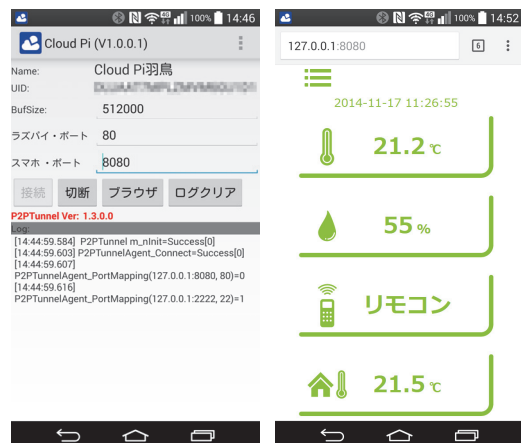 100% 14:46
Cloud Pi (V1.0.0.1)
Name: Cloud Pi羽鳥
UID:
BufSize: 512000
ラズパイ・ポート 80
スマホ ・ポート 8080
接続 切断 ブラウザ ログクリア
P2PTunnel Ver: 1.3.0.0
Log:
[14:44:59.584] P2PTunnel m_nInit=Success[0]
[14:44:59.603] P2PTunnelAgent_Connect=Success[0]
[14:44:59.607]
P2PTunnelAgent_PortMapping(127.0.0.1:8080, 80)=0
[14:44:59.616]
P2PTunnelAgent_PortMapping(127.0.0.1:2222, 22)=1
4G 100% 14:52
127.0.0.1:8080 6
2014-11-17 11:26:55
21.2 ℃
55 %
リモコン
21.5 ℃